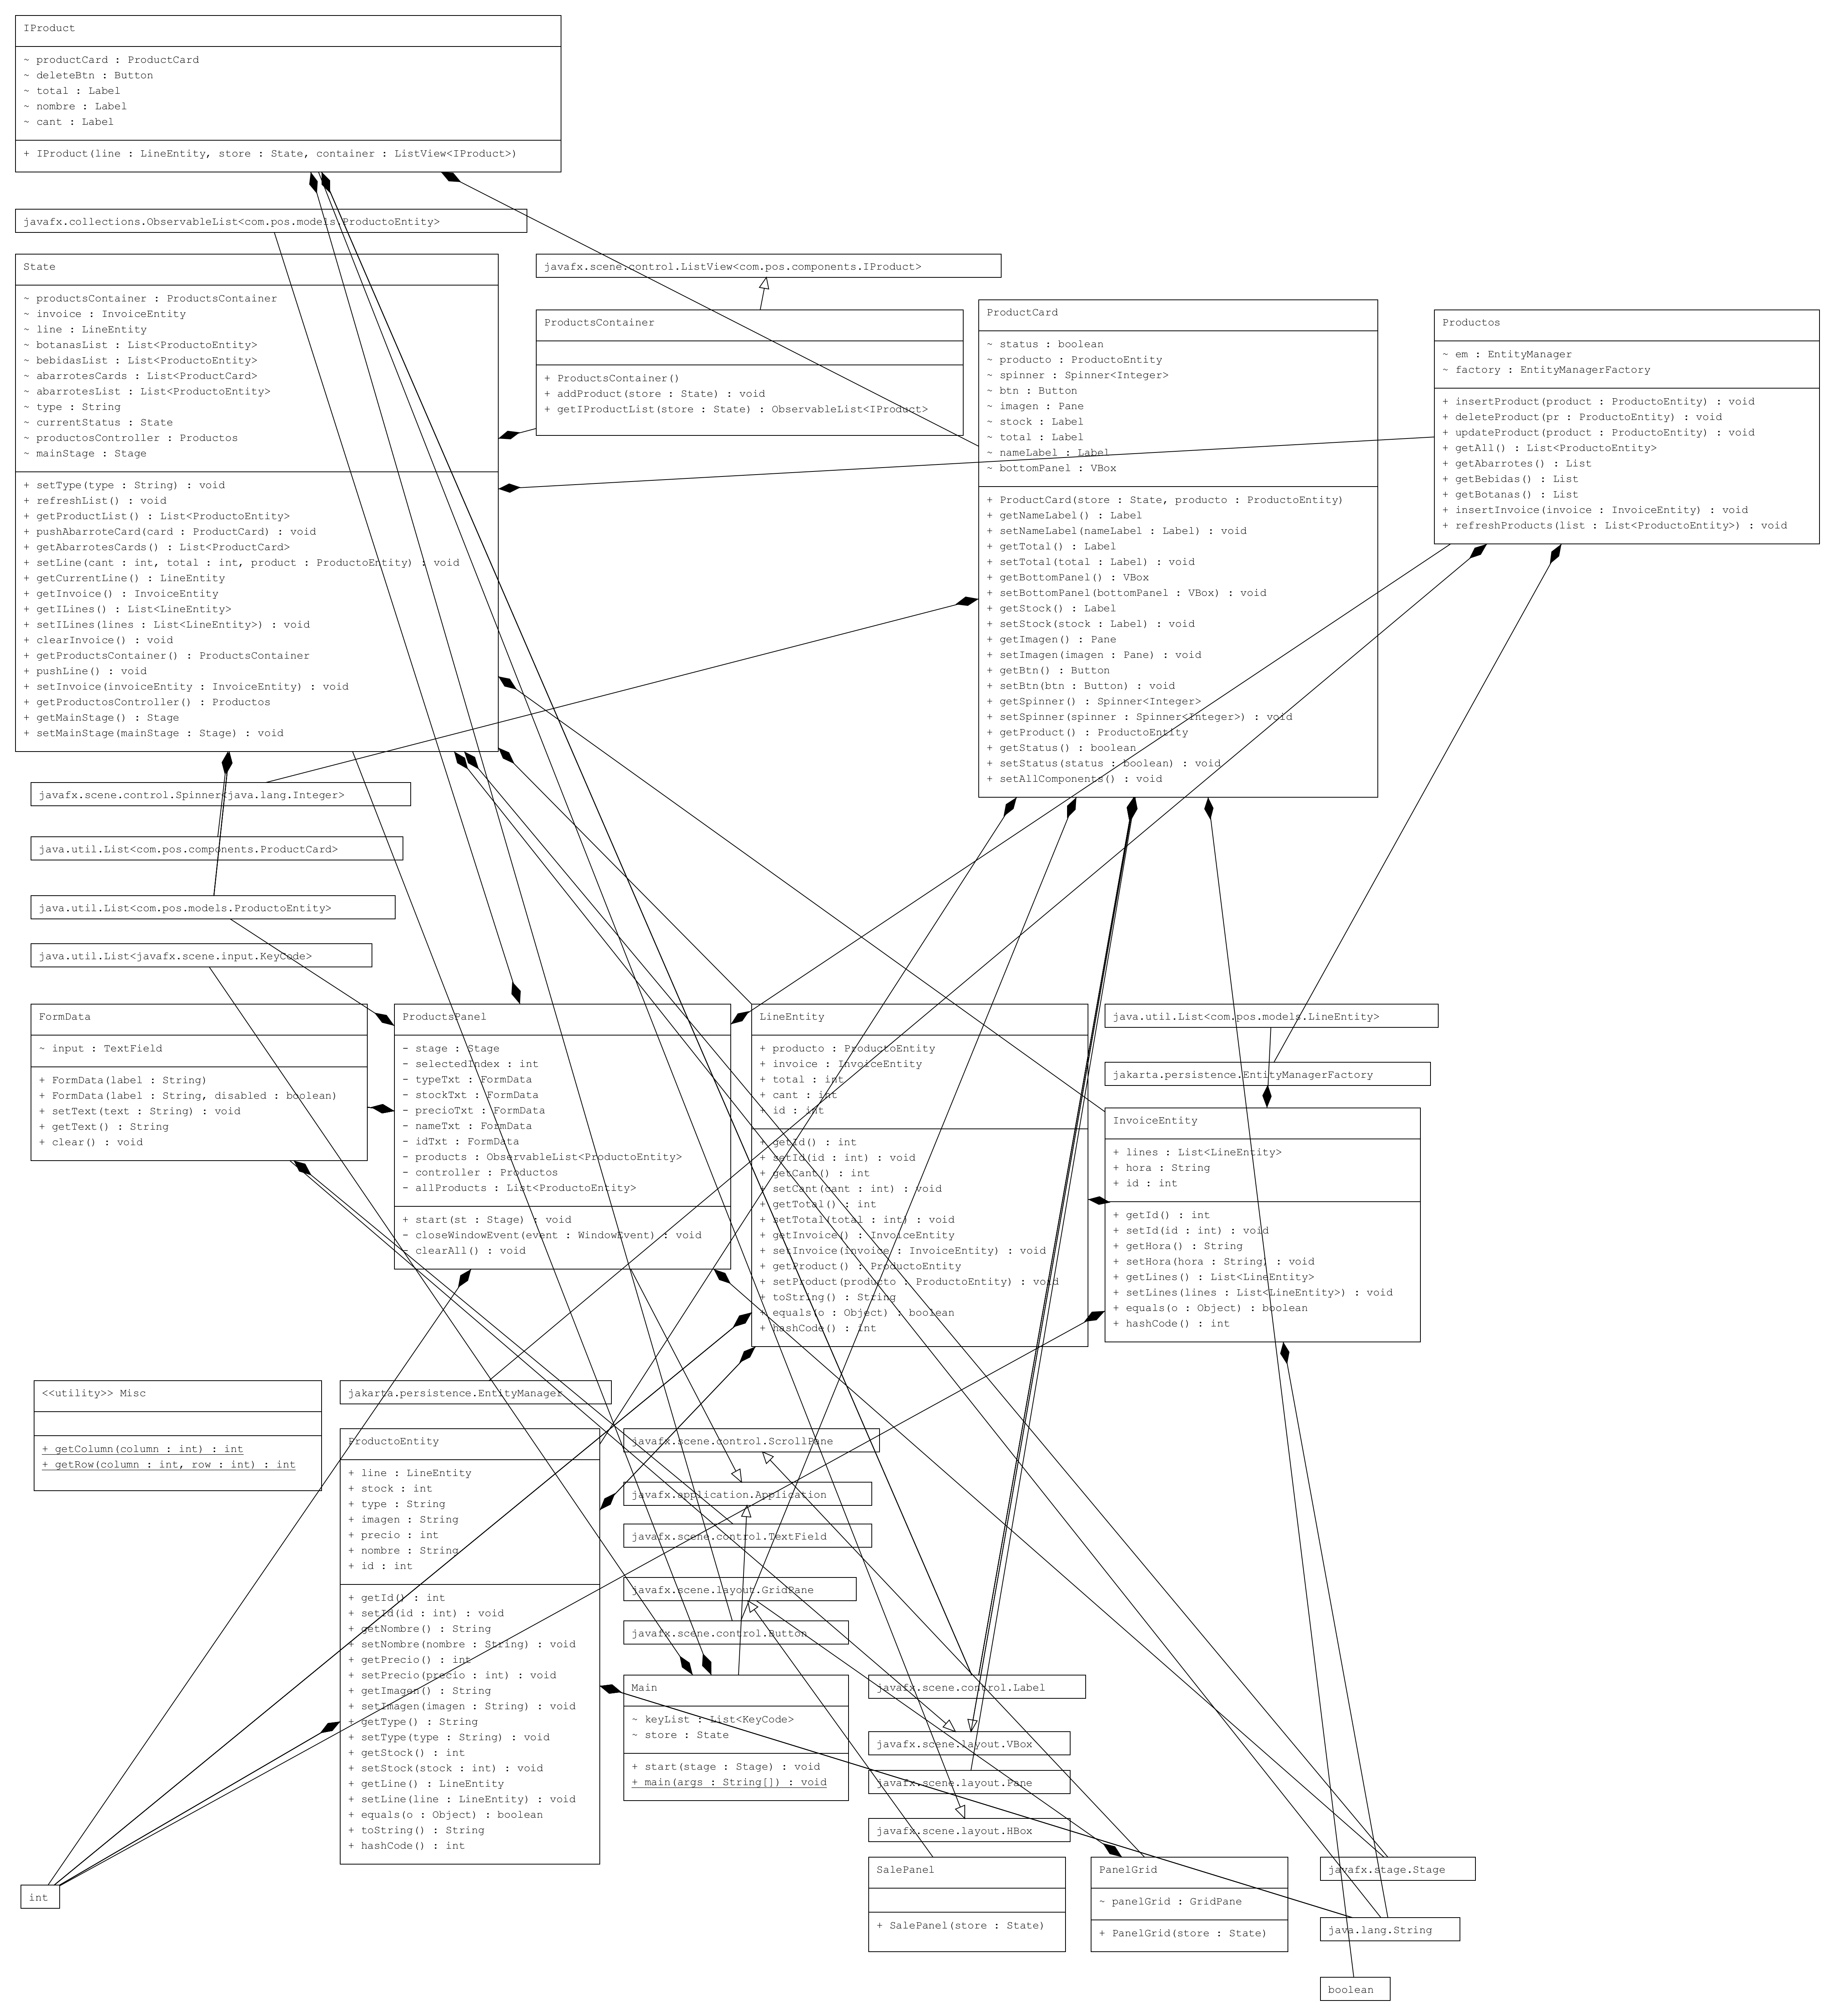 IProduct
~ productCard : ProductCard
~ deleteBtn : Button
~ total : Label
~ nombre : Label
~ cant : Label
+ IProduct(line : LineEntity, store : State, container : ListView<IProduct>)
javafx.collections.ObservableList<com.pos.models.ProductoEntity>
State
~ productsContainer : ProductsContainer
~ invoice : InvoiceEntity
~ line : LineEntity
~ botanasList : List<ProductoEntity>
~ bebidasList : List<ProductoEntity>
~ abarrotesCards : List<ProductCard>
~ abarrotesList : List<ProductoEntity>
~ type : String
~ currentStatus : State
~ productosController : Productos
~ mainStage : Stage
+ setType(type : String) : void
+ refreshList() : void
+ getProductList() : List<ProductoEntity>
+ pushAbarroteCard(card : ProductCard) : void
+ getAbarrotesCards() : List<ProductCard>
+ setLine(cant : int, total : int, product : ProductoEntity) : void
+ getCurrentLine() : LineEntity
+ getInvoice() : InvoiceEntity
+ getILines() : List<LineEntity>
+ setILines(lines : List<LineEntity>) : void
+ clearInvoice() : void
+ getProductsContainer() : ProductsContainer
+ pushLine() : void
+ setInvoice(invoiceEntity : InvoiceEntity) : void
+ getProductosController() : Productos
+ getMainStage() : Stage
+ setMainStage(mainStage : Stage) : void
javafx.scene.control.ListView<com.pos.components.IProduct>
ProductsContainer
+ ProductsContainer()
+ addProduct(store : State) : void
+ getIProductList(store : State) : ObservableList<IProduct>
ProductCard
~ status : boolean
~ producto : ProductoEntity
~ spinner : Spinner<Integer>
~ btn : Button
~ imagen : Pane
~ stock : Label
~ total : Label
~ nameLabel : Label
~ bottomPanel : VBox
+ ProductCard(store : State, producto : ProductoEntity)
+ getNameLabel() : Label
+ setNameLabel(nameLabel : Label) : void
+ getTotal() : Label
+ setTotal(total : Label) : void
+ getBottomPanel() : VBox
+ setBottomPanel(bottomPanel : VBox) : void
+ getStock() : Label
+ setStock(stock : Label) : void
+ getImagen() : Pane
+ setImagen(imagen : Pane) : void
+ getBtn() : Button
+ setBtn(btn : Button) : void
+ getSpinner() : Spinner<Integer>
+ setSpinner(spinner : Spinner<Integer>) : void
+ getProduct() : ProductoEntity
+ getStatus() : boolean
+ setStatus(status : boolean) : void
+ setAllComponents() : void
Productos
~ em : EntityManager
~ factory : EntityManagerFactory
+ insertProduct(product : ProductoEntity) : void
+ deleteProduct(pr : ProductoEntity) : void
+ updateProduct(product : ProductoEntity) : void
+ getAll() : List<ProductoEntity>
+ getAbarrotes() : List
+ getBebidas() : List
+ getBotanas() : List
+ insertInvoice(invoice : InvoiceEntity) : void
+ refreshProducts(list : List<ProductoEntity>) : void
javafx.scene.control.Spinner<java.lang.Integer>
java.util.List<com.pos.components.ProductCard>
java.util.List<com.pos.models.ProductoEntity>
java.util.List<javafx.scene.input.KeyCode>
FormData
~ input : TextField
+ FormData(label : String)
+ FormData(label : String, disabled : boolean)
+ setText(text : String) : void
+ getText() : String
+ clear() : void
ProductsPanel
- stage : Stage
- selectedIndex : int
- typeTxt : FormData
- stockTxt : FormData
- precioTxt : FormData
- nameTxt : FormData
- idTxt : FormData
- products : ObservableList<ProductoEntity>
- controller : Productos
- allProducts : List<ProductoEntity>
+ start(st : Stage) : void
- closeWindowEvent(event : WindowEvent) : void
- clearAll() : void
LineEntity
+ producto : ProductoEntity
+ invoice : InvoiceEntity
+ total : int
+ cant : int
+ id : int
+ getId() : int
+ setId(id : int) : void
+ getCant() : int
+ setCant(cant : int) : void
+ getTotal() : int
+ setTotal(total : int) : void
+ getInvoice() : InvoiceEntity
+ setInvoice(invoice : InvoiceEntity) : void
+ getProduct() : ProductoEntity
+ setProduct(producto : ProductoEntity) : void
+ toString() : String
+ equals(o : Object) : boolean
+ hashCode() : int
java.util.List<com.pos.models.LineEntity>
jakarta.persistence.EntityManagerFactory
InvoiceEntity
+ lines : List<LineEntity>
+ hora : String
+ id : int
+ getId() : int
+ setId(id : int) : void
+ getHora() : String
+ setHora(hora : String) : void
+ getLines() : List<LineEntity>
+ setLines(lines : List<LineEntity>) : void
+ equals(o : Object) : boolean
+ hashCode() : int
<<utility>> Misc
+ getColumn(column : int) : int
+ getRow(column : int, row : int) : int
jakarta.persistence.EntityManager
ProductoEntity
+ line : LineEntity
+ stock : int
+ type : String
+ imagen : String
+ precio : int
+ nombre : String
+ id : int
+ getId() : int
+ setId(id : int) : void
+ getNombre() : String
+ setNombre(nombre : String) : void
+ getPrecio() : int
+ setPrecio(precio : int) : void
+ getImagen() : String
+ setImagen(imagen : String) : void
+ getType() : String
+ setType(type : String) : void
+ getStock() : int
+ setStock(stock : int) : void
+ getLine() : LineEntity
+ setLine(line : LineEntity) : void
+ equals(o : Object) : boolean
+ toString() : String
+ hashCode() : int
javafx.scene.control.ScrollPane
javafx.application.Application
javafx.scene.control.TextField
javafx.scene.layout.GridPane
javafx.scene.control.Button
Main
~ keyList : List<KeyCode>
~ store : State
+ start(stage : Stage) : void
+ main(args : String[]) : void
javafx.scene.control.Label
javafx.scene.layout.VBox
javafx.scene.layout.Pane
javafx.scene.layout.HBox
SalePanel
+ SalePanel(store : State)
PanelGrid
~ panelGrid : GridPane
+ PanelGrid(store : State)
javafx.stage.Stage
java.lang.String
boolean
int